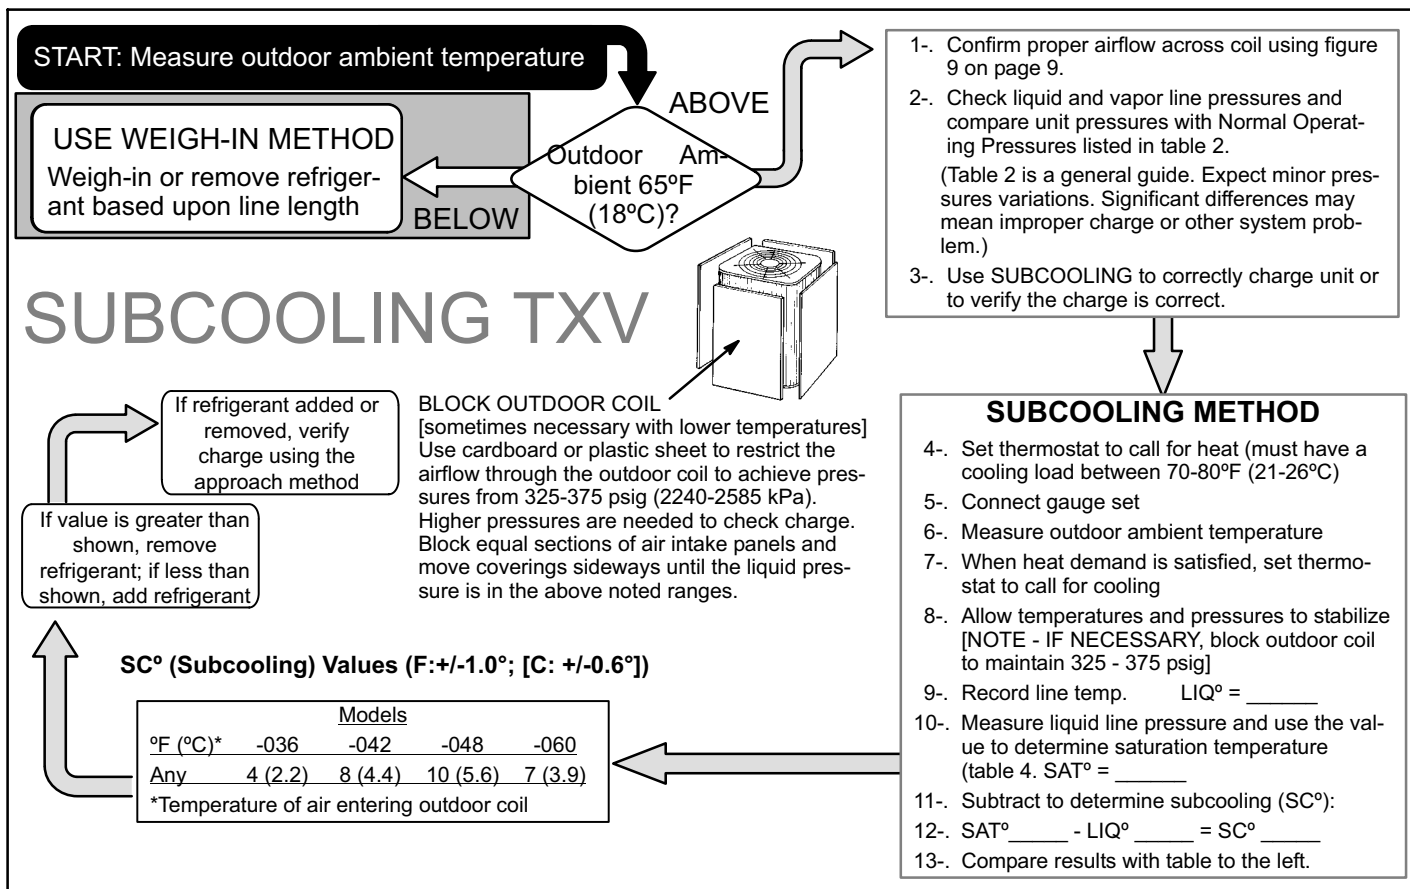 START: Measure outdoor ambient temperature
ABOVE
USE WEIGH-IN METHOD
Weigh-in or remove refriger-
ant based upon line length
BELOW
Outdoor Am-
bient 65ºF
(18ºC)?
1-. Confirm proper airflow across coil using figure
9 on page 9.
2-. Check liquid and vapor line pressures and
compare unit pressures with Normal Operat-
ing Pressures listed in table 2.
(Table 2 is a general guide. Expect minor pres-
sures variations. Significant differences may
mean improper charge or other system prob-
lem.)
3-. Use SUBCOOLING to correctly charge unit or
to verify the charge is correct.
SUBCOOLING TXV
SUBCOOLING METHOD
4-. Set thermostat to call for heat (must have a
cooling load between 70-80ºF (21-26ºC)
5-. Connect gauge set
6-. Measure outdoor ambient temperature
7-. When heat demand is satisfied, set thermo-
stat to call for cooling
8-. Allow temperatures and pressures to stabilize
[NOTE - IF NECESSARY, block outdoor coil
to maintain 325 - 375 psig]
9-. Record line temp. LIQº = ______
10-. Measure liquid line pressure and use the val-
ue to determine saturation temperature
(table 4. SATº = ______
11-. Subtract to determine subcooling (SCº):
12-. SATº_____ - LIQº _____ = SCº _____
13-. Compare results with table to the left.
BLOCK OUTDOOR COIL
[sometimes necessary with lower temperatures]
Use cardboard or plastic sheet to restrict the
airflow through the outdoor coil to achieve pres-
sures from 325-375 psig (2240-2585 kPa).
Higher pressures are needed to check charge.
Block equal sections of air intake panels and
move coverings sideways until the liquid pres-
sure is in the above noted ranges.
SCº (Subcooling) Values (F:+/-1.0°; [C: +/-0.6°])
Models
ºF (ºC)* -036 -042 -048 -060
Any 4 (2.2) 8 (4.4) 10 (5.6) 7 (3.9)
*Temperature of air entering outdoor coil
If value is greater than
shown, remove
refrigerant; if less than
shown, add refrigerant
If refrigerant added or
removed, verify
charge using the
approach method